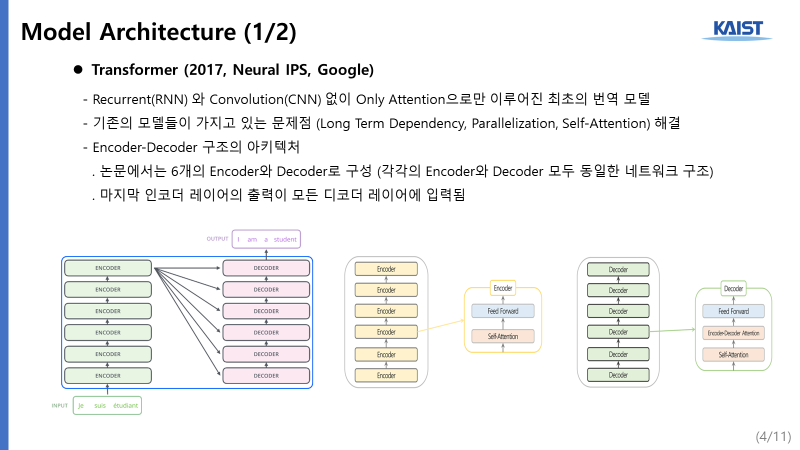 Model Architecture (1/2)
KAIST
● Transformer (2017, Neural IPS, Google)
- Recurrent(RNN) 와 Convolution(CNN) 없이 Only Attention으로만 이루어진 최초의 번역 모델
- 기존의 모델들이 가지고 있는 문제점 (Long Term Dependency, Parallelization, Self-Attention) 해결
- Encoder-Decoder 구조의 아키텍처
. 논문에서는 6개의 Encoder와 Decoder로 구성 (각각의 Encoder와 Decoder 모두 동일한 네트워크 구조)
. 마지막 인코더 레이어의 출력이 모든 디코더 레이어에 입력됨
OUTPUT I am a student
ENCODER DECODER
ENCODER DECODER
ENCODER DECODER
ENCODER DECODER
ENCODER DECODER
ENCODER DECODER
INPUT Je suis étudiant
Encoder
Encoder
Encoder
Encoder
Encoder
Encoder
Encoder
Feed Forward
Self-Attention
Decoder
Decoder
Decoder
Decoder
Decoder
Decoder
Decoder
Feed Forward
Encoder-Decoder Attention
Self-Attention
(4/11)